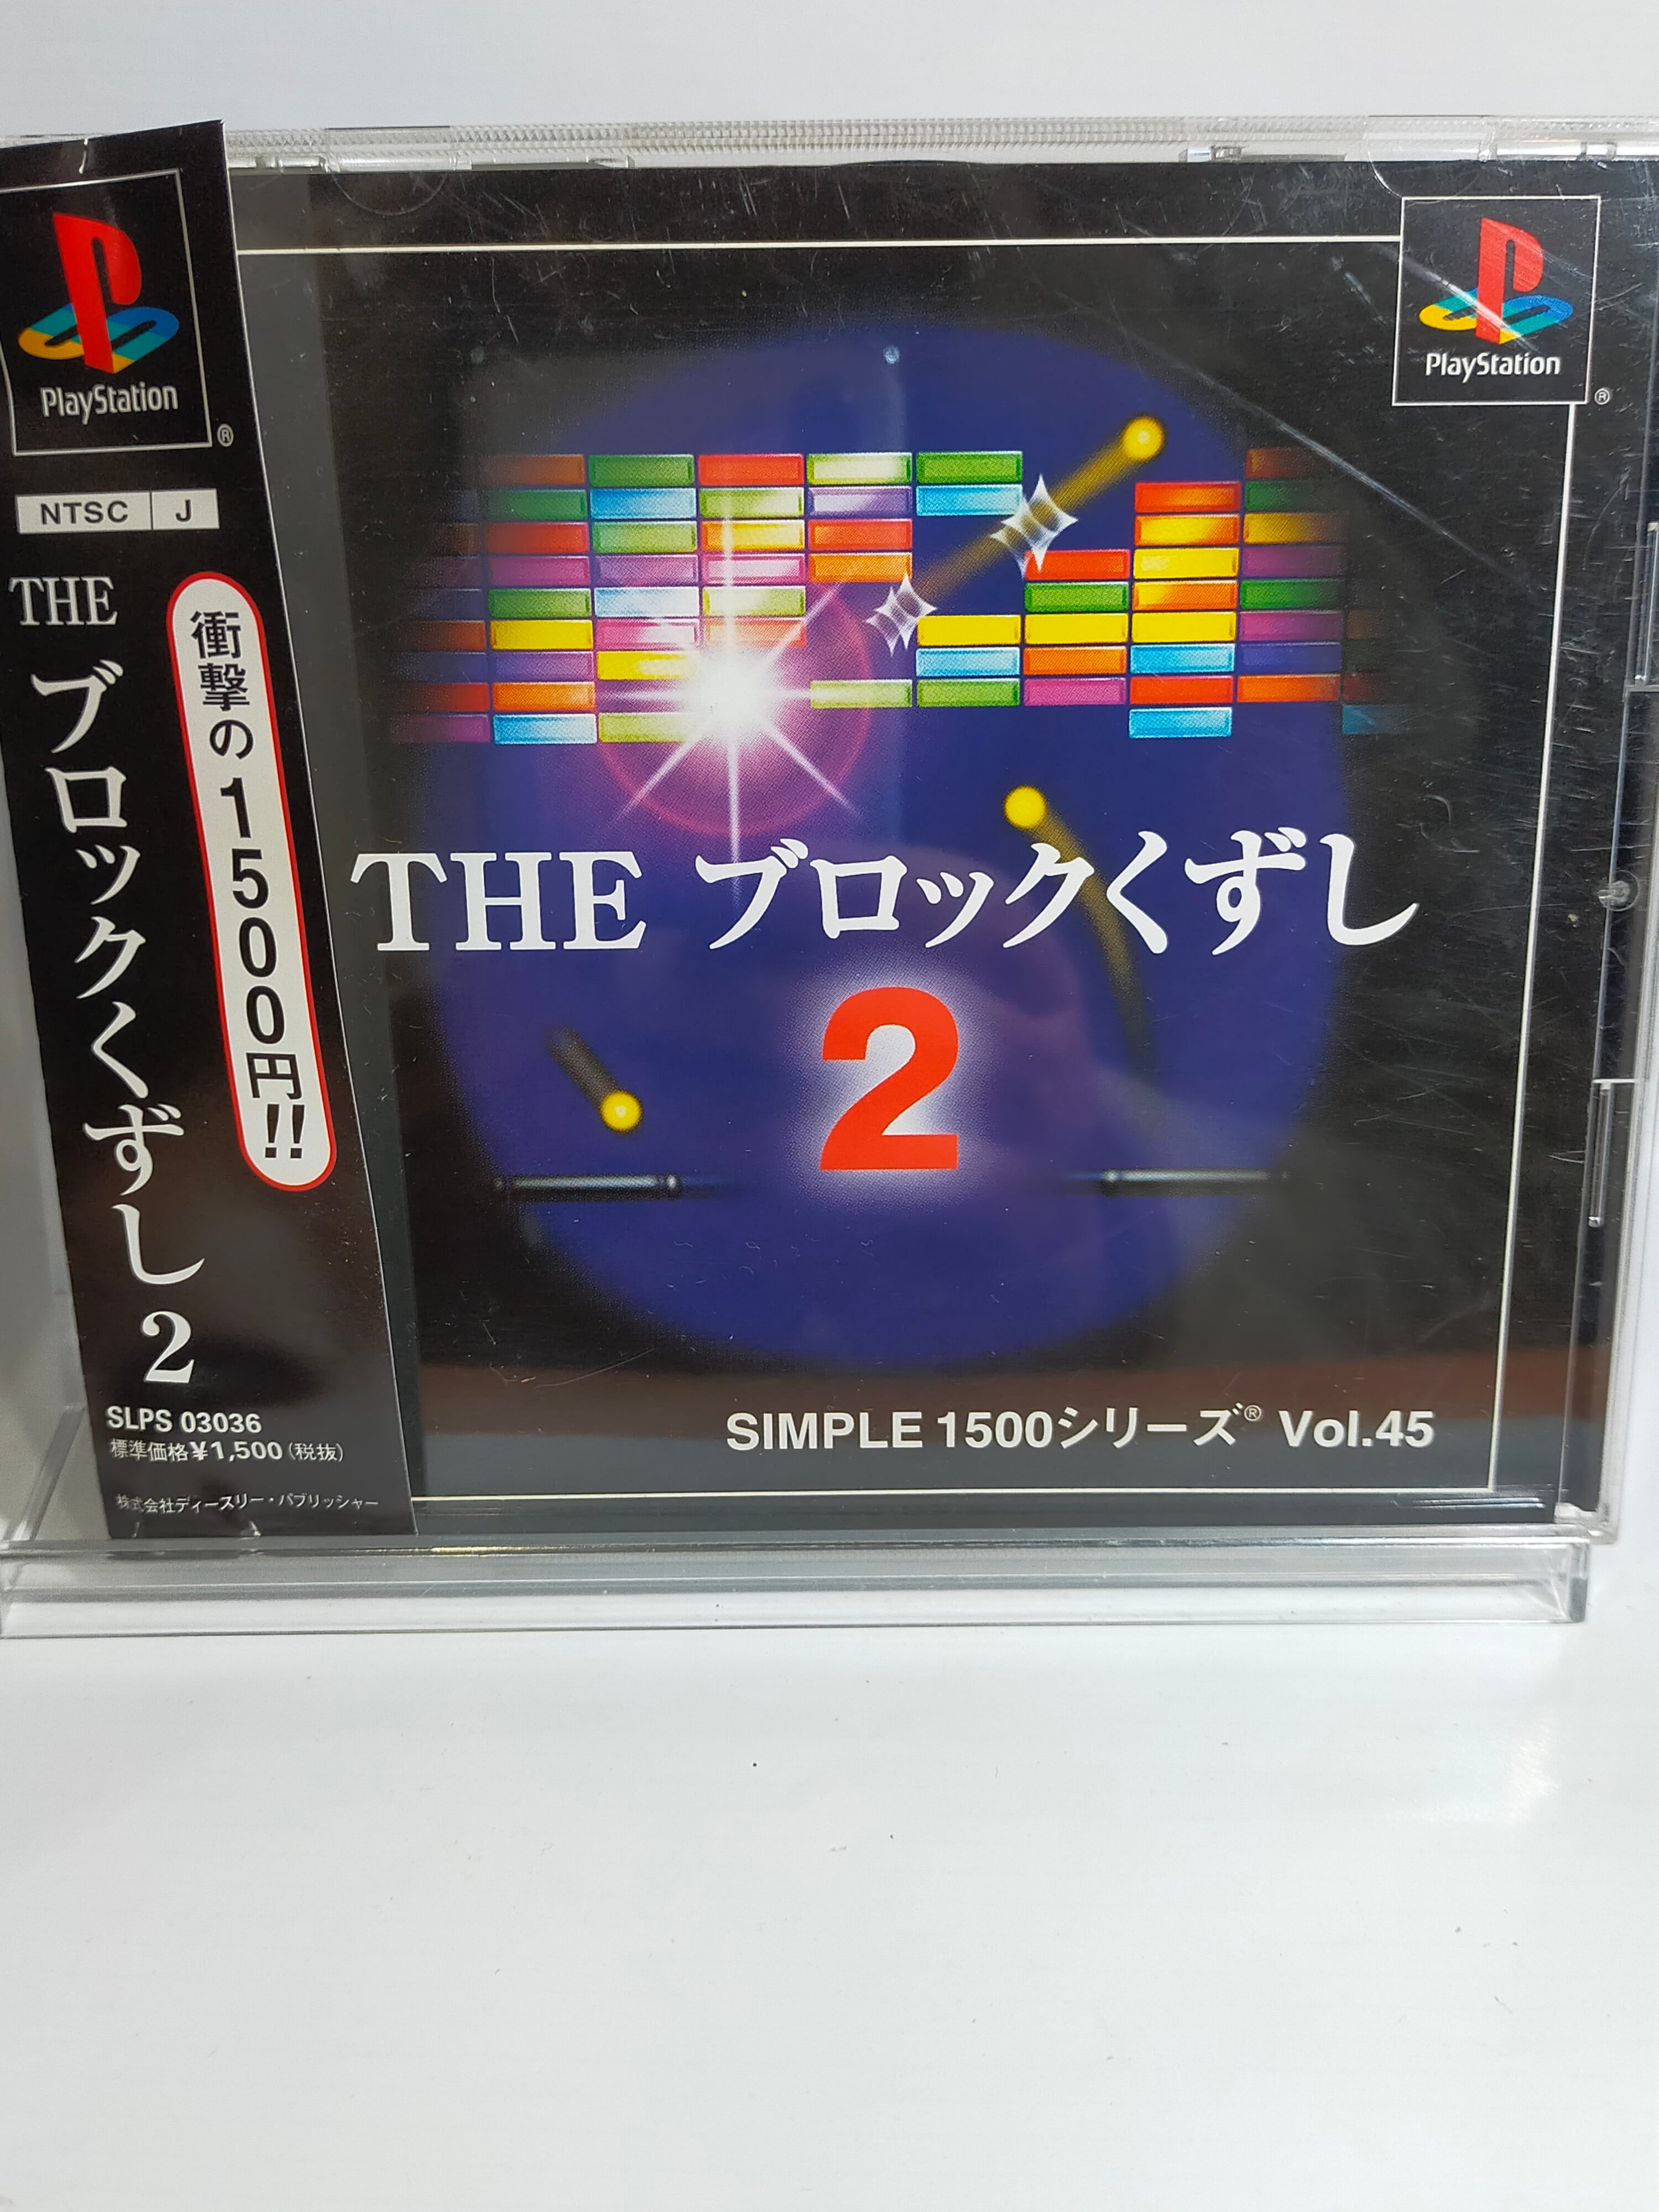 PlayStation
®
NTSC J
THE ブロックくずし2
衝撃の1500円!!
SLPS 03036
標準価格¥1,500(税抜)
株式会社ディースリー・パブリッシャー
PlayStation
®
THE ブロックくずし
2
SIMPLE 1500シリーズ® Vol.45